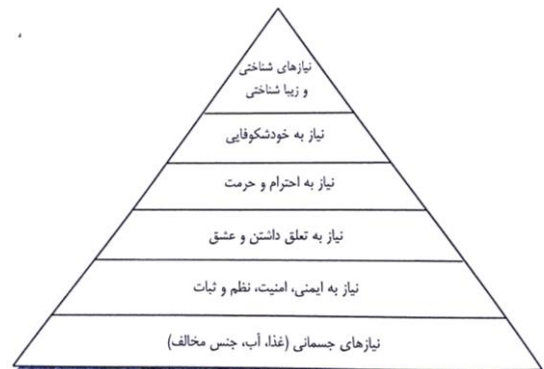 نیازهای شناختی
و زیبا شناختی
نیاز به خودشکوفایی
نیاز به احترام و حرمت
نیاز به تعلق داشتن و عشق
نیاز به ایمنی، امنیت، نظم و ثبات
نیازهای جسمانی (غذا، آب، جنس مخالف)